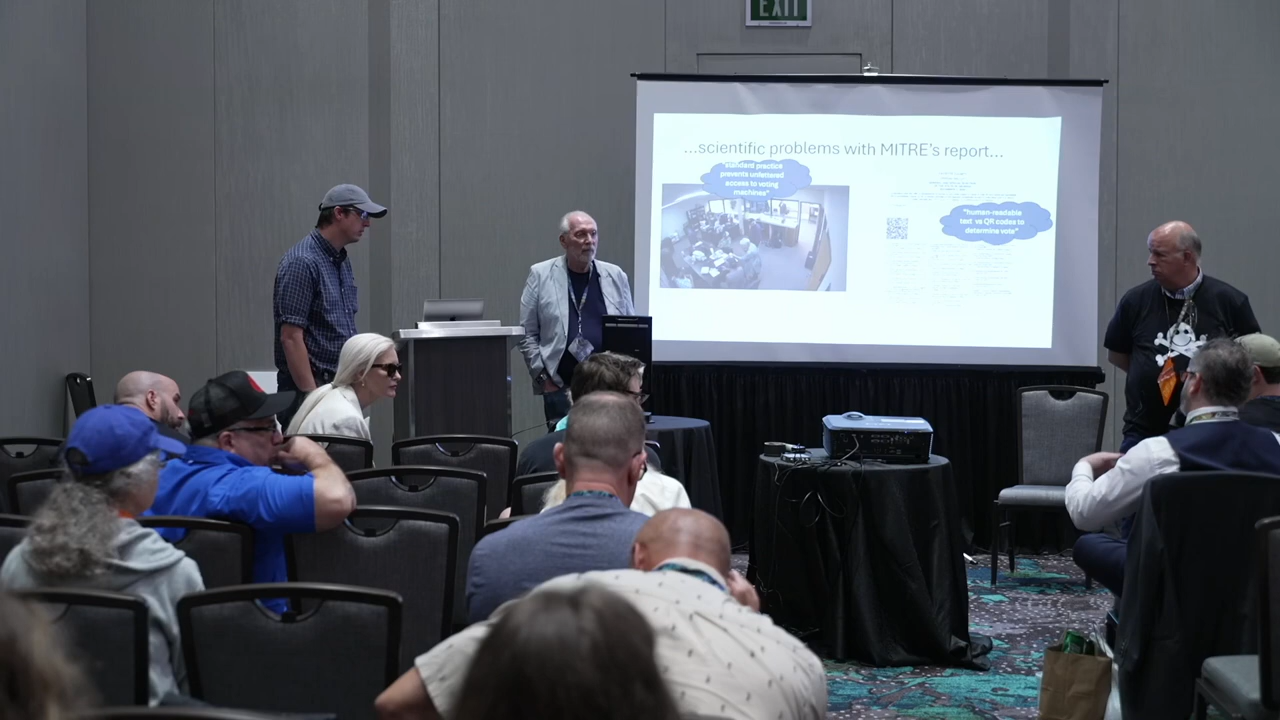 EXIT
...scientific problems with MITRE's report...
"standard practice
prevents unfettered
access to voting
machines"
"human-readable
text vs QR codes to
determine vote"